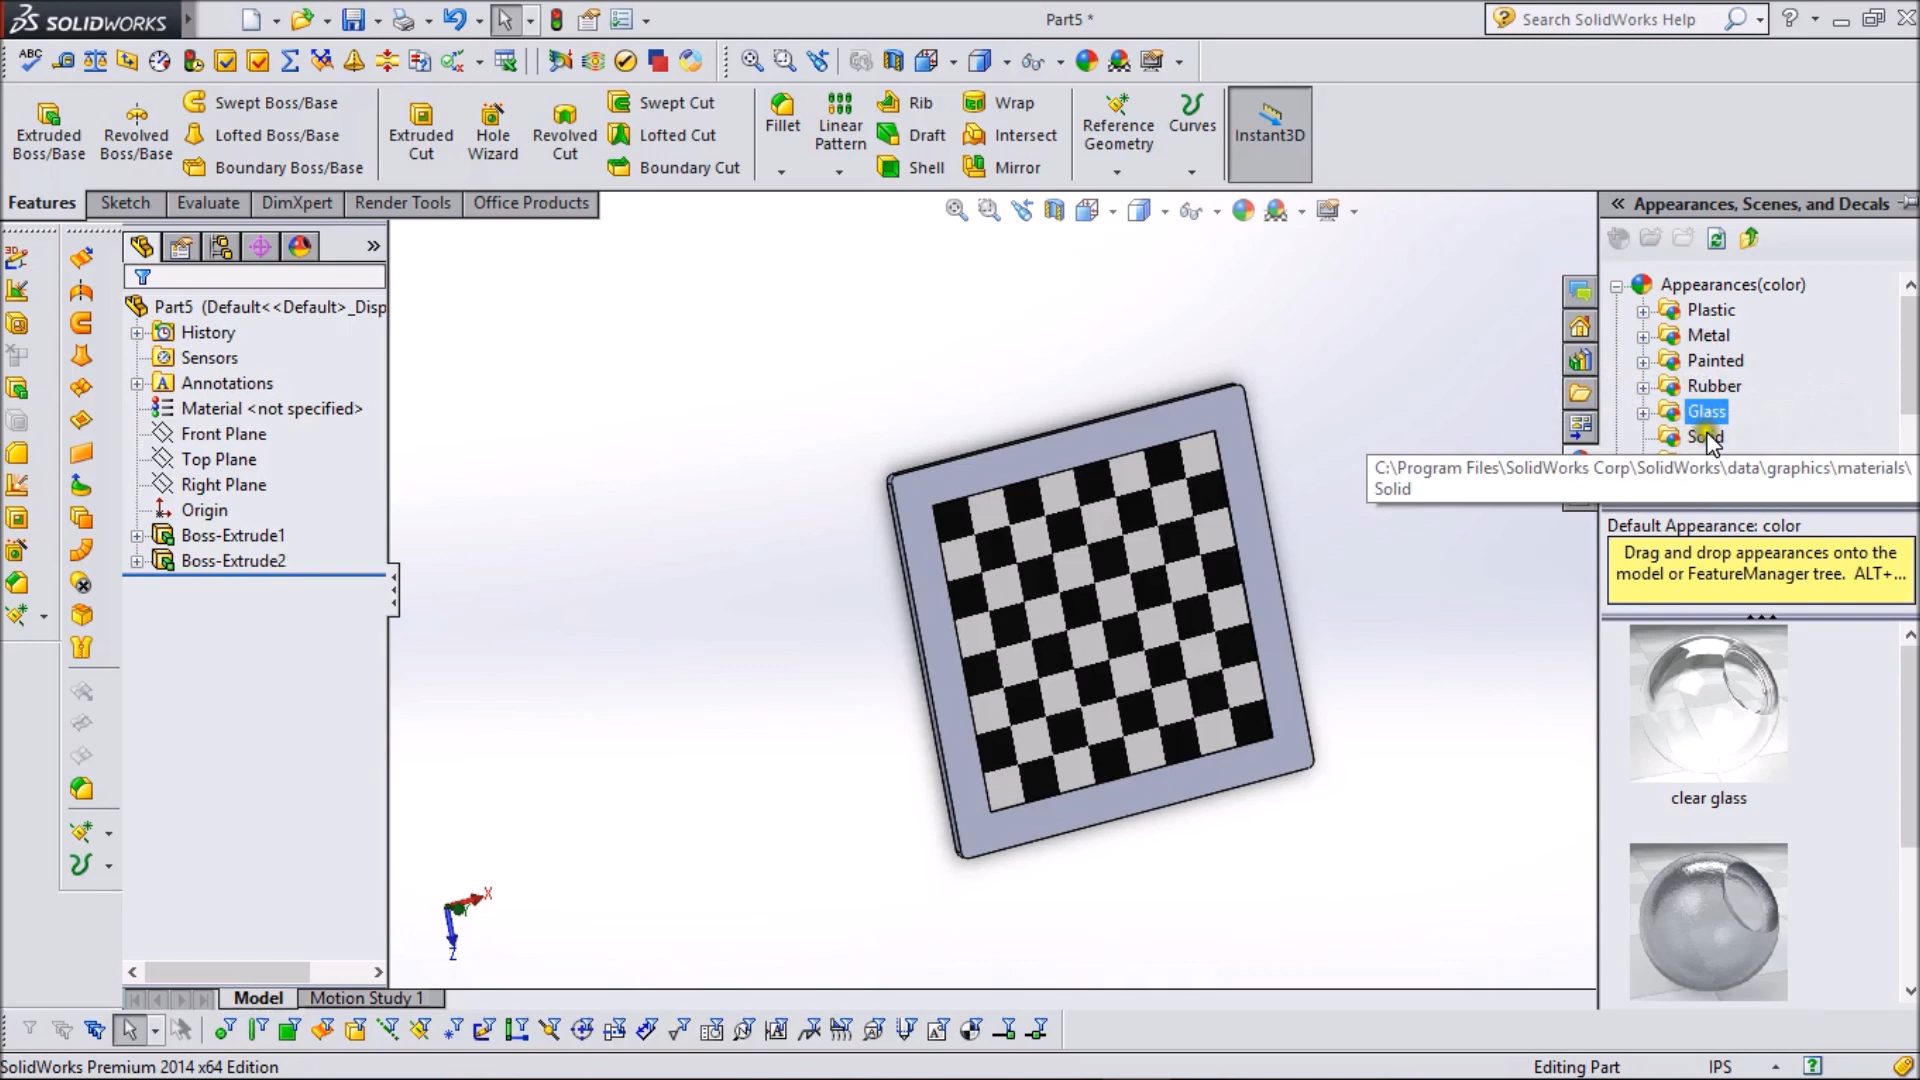 SOLIDWORKS
Part5 *
Search SolidWorks Help
ABC
Extruded
Boss/Base
Revolved
Boss/Base
Swept Boss/Base
Lofted Boss/Base
Boundary Boss/Base
Extruded
Cut
Hole
Wizard
Revolved
Cut
Swept Cut
Lofted Cut
Boundary Cut
Fillet
Linear
Pattern
Rib
Draft
Shell
Wrap
Intersect
Mirror
Reference
Geometry
Curves
Instant3D
Features
Sketch
Evaluate
DimXpert
Render Tools
Office Products
Part5 (Default<<Default>_Disp
History
Sensors
Annotations
Material <not specified>
Front Plane
Top Plane
Right Plane
Origin
Boss-Extrude1
Boss-Extrude2
X
Y
Z
Appearances, Scenes, and Decals
Appearances(color)
Plastic
Metal
Painted
Rubber
Glass
Solid
C:\Program Files\SolidWorks Corp\SolidWorks\data\graphics\materials\
Solid
Default Appearance: color
Drag and drop appearances onto the
model or FeatureManager tree. ALT+...
clear glass
Model
Motion Study 1
SolidWorks Premium 2014 x64 Edition
Editing Part
IPS